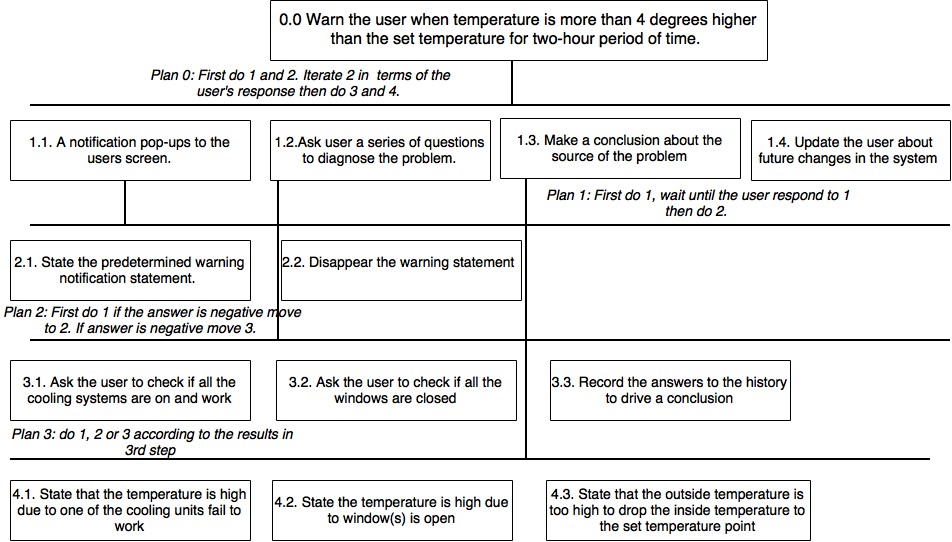 0.0 Warn the user when temperature is more than 4 degrees higher
than the set temperature for two-hour period of time.
Plan 0: First do 1 and 2. Iterate 2 in terms of the
user's response then do 3 and 4.
1.1. A notification pop-ups to the
users screen.
1.2.Ask user a series of questions
to diagnose the problem.
1.3. Make a conclusion about the
source of the problem
1.4. Update the user about
future changes in the system
Plan 1: First do 1, wait until the user respond to 1
then do 2.
2.1. State the predetermined warning
notification statement.
2.2. Disappear the warning statement
Plan 2: First do 1 if the answer is negative move
to 2. If answer is negative move 3.
3.1. Ask the user to check if all the
cooling systems are on and work
3.2. Ask the user to check if all the
windows are closed
3.3. Record the answers to the history
to drive a conclusion
Plan 3: do 1, 2 or 3 according to the results in
3rd step
4.1. State that the temperature is high
due to one of the cooling units fail to
work
4.2. State the temperature is high due
to window(s) is open
4.3. State that the outside temperature is
too high to drop the inside temperature to
the set temperature point